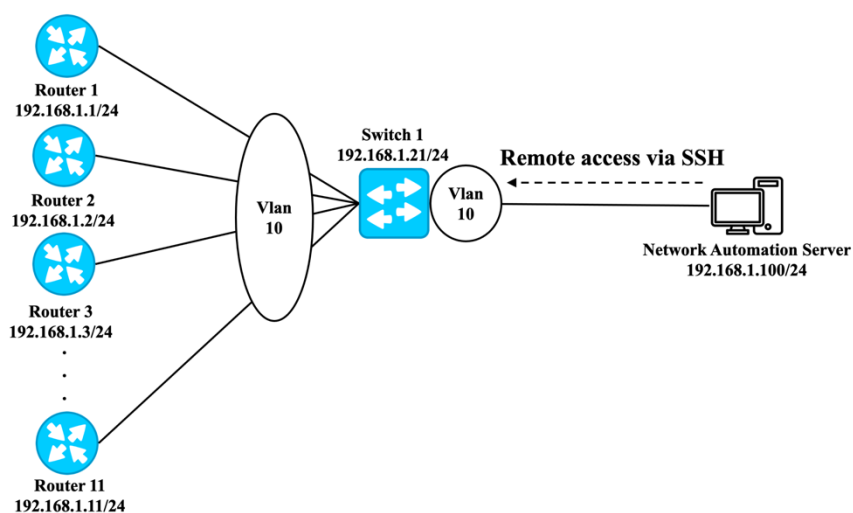 Router 1
192.168.1.1/24
Router 2
192.168.1.2/24
Router 3
192.168.1.3/24
Router 11
192.168.1.11/24
Vlan
10
Switch 1
192.168.1.21/24
Vlan
10
Remote access via SSH
Network Automation Server
192.168.1.100/24